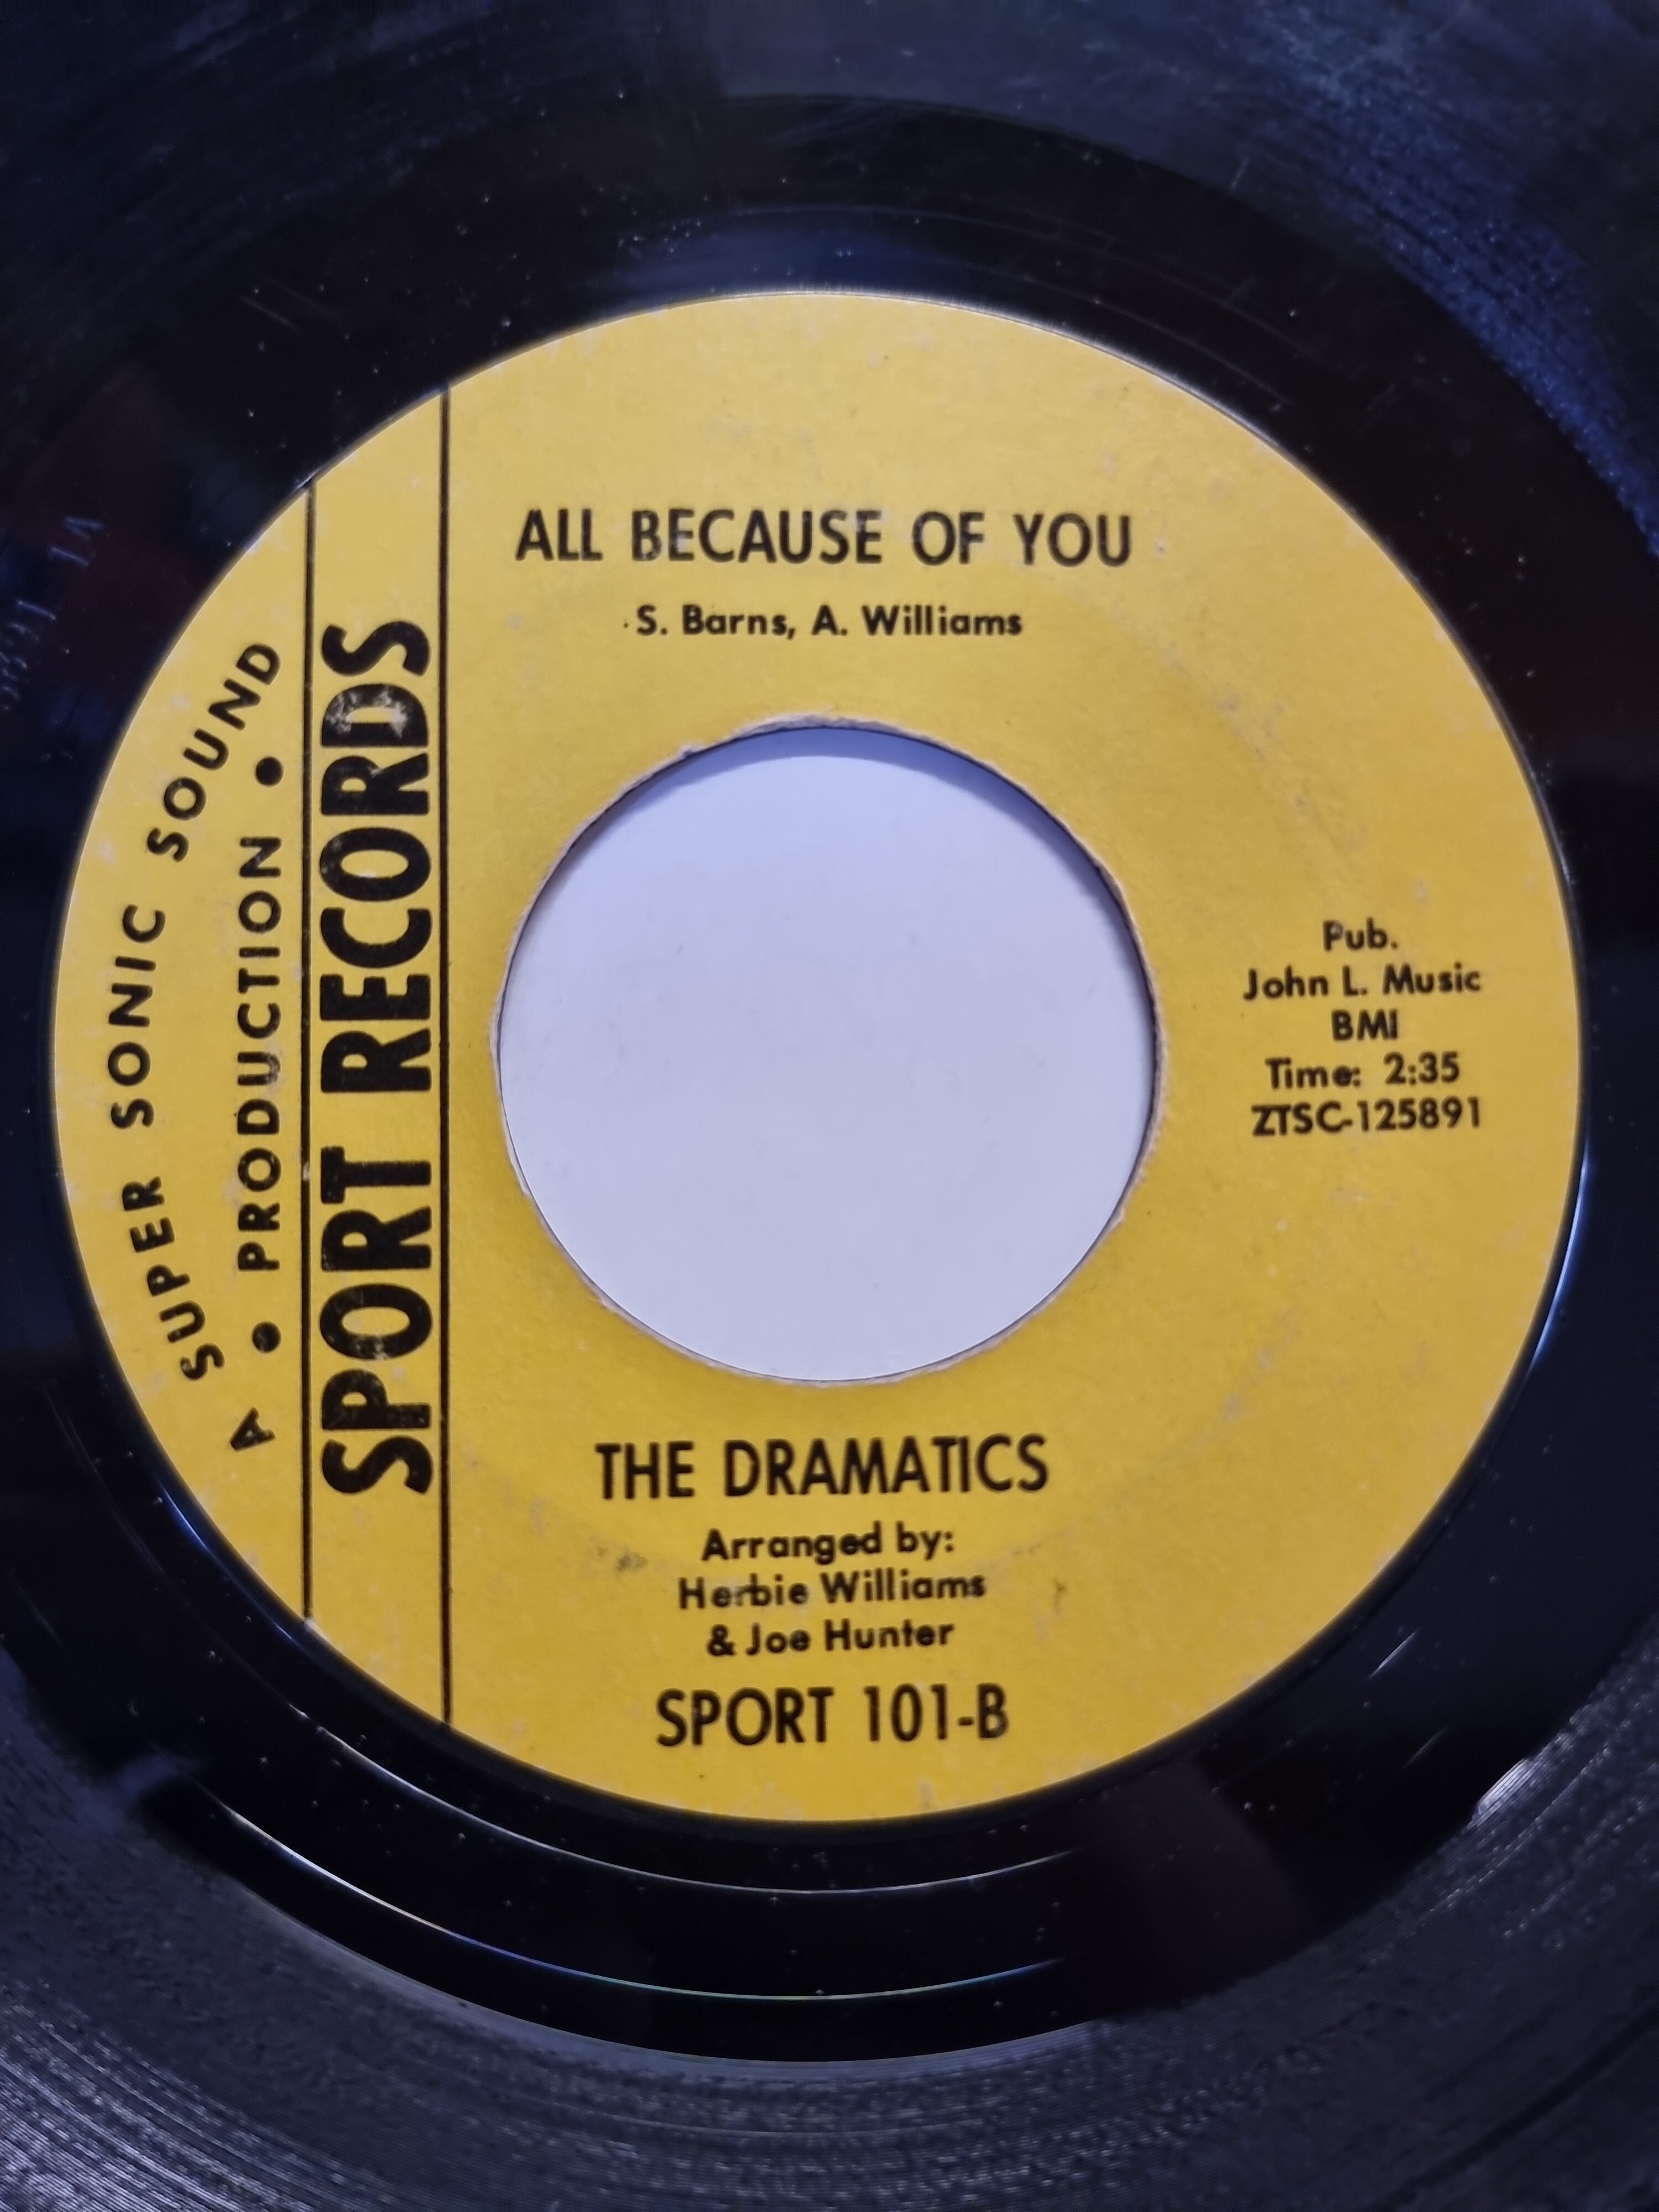 ALL BECAUSE OF YOU
S. Barns, A. Williams
A SUPER SONIC SOUND
• PRODUCTION •
SPORT RECORDS
Pub.
John L. Music
BMI
Time: 2:35
ZTSC-125891
THE DRAMATICS
Arranged by:
Herbie Williams
& Joe Hunter
SPORT 101-B